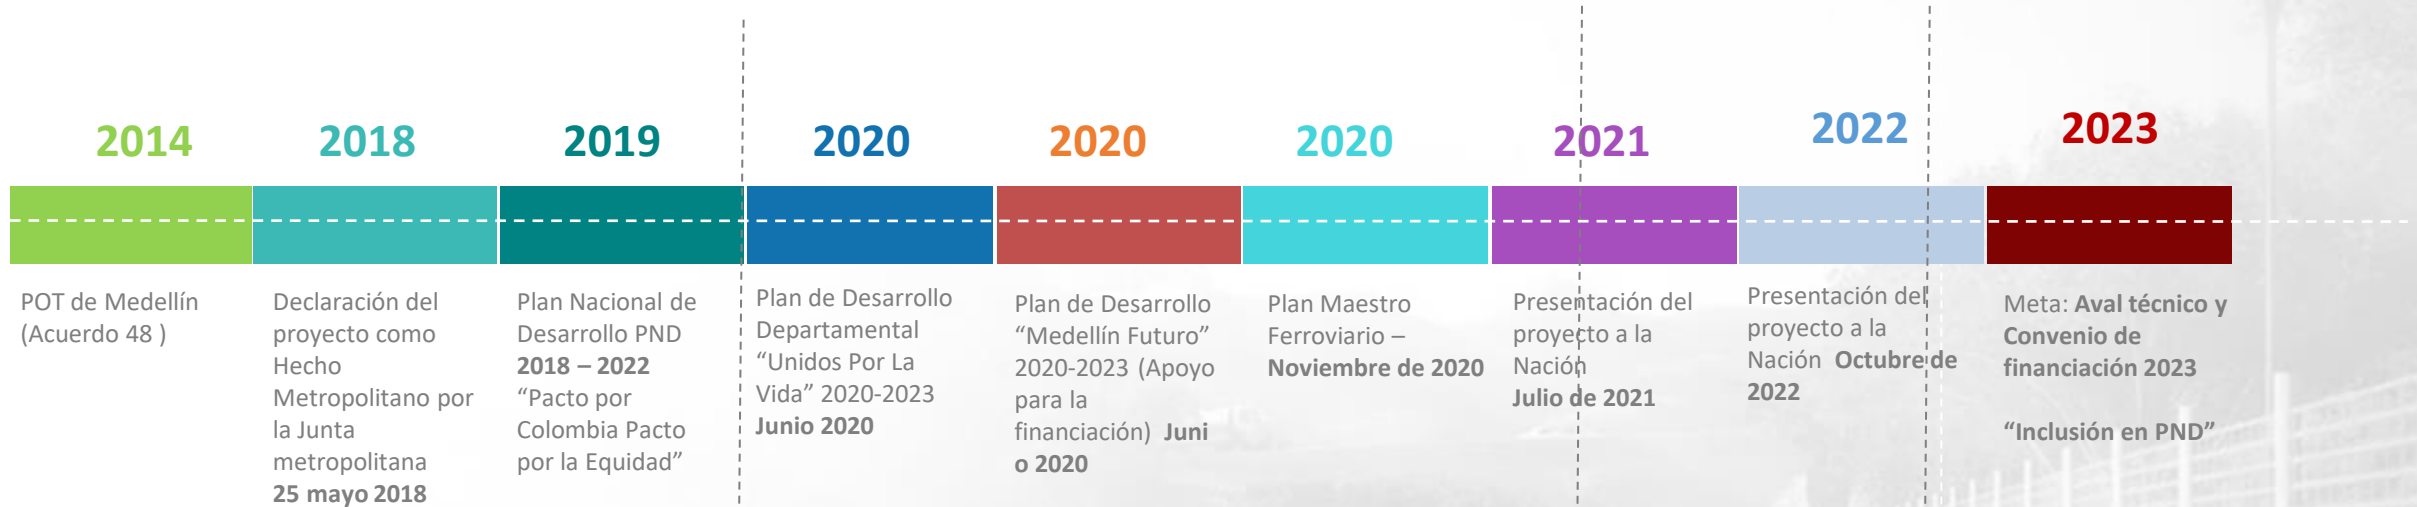 2014
2018
2019
2020
2020
2020
2021
2022
2023
POT de Medellín
(Acuerdo 48 )
Declaración del
proyecto como
Hecho
Metropolitano por
la Junta
metropolitana
25 mayo 2018
Plan Nacional de
Desarrollo PND
2018 – 2022
“Pacto por
Colombia Pacto
por la Equidad”
Plan de Desarrollo
Departamental
“Unidos Por La
Vida” 2020-2023
Junio 2020
Plan de Desarrollo
“Medellín Futuro”
2020-2023 (Apoyo
para la
financiación) Juni
o 2020
Plan Maestro
Ferroviario –
Noviembre de 2020
Presentación del
proyecto a la
Nación
Julio de 2021
Presentación del
proyecto a la
Nación Octubre de
2022
Meta: Aval técnico y
Convenio de
financiación 2023
“Inclusión en PND”